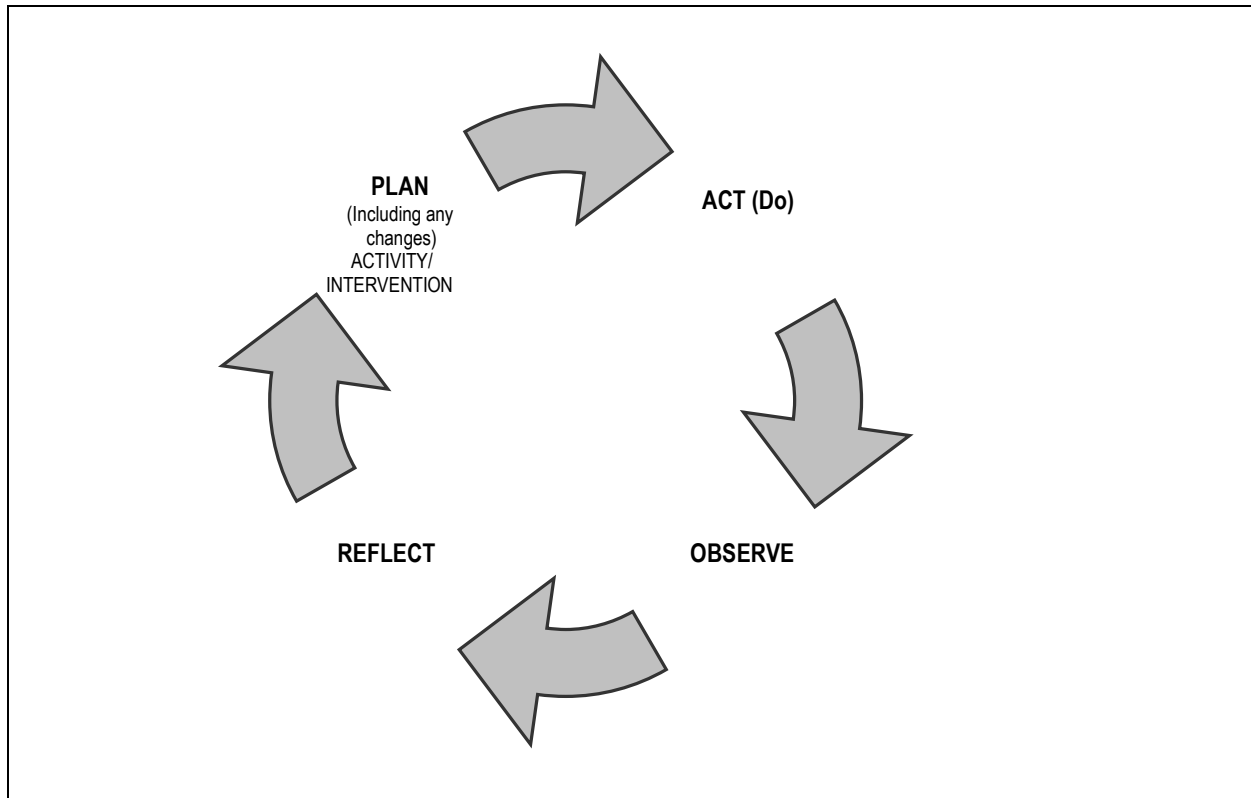 PLAN
(Including any
changes)
ACTIVITY/
INTERVENTION
ACT (Do)
OBSERVE
REFLECT